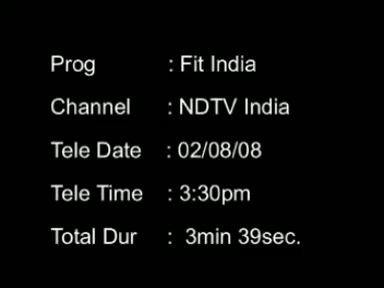 Prog : Fit India
Channel : NDTV India
Tele Date : 02/08/08
Tele Time : 3:30pm
Total Dur : 3min 39sec.